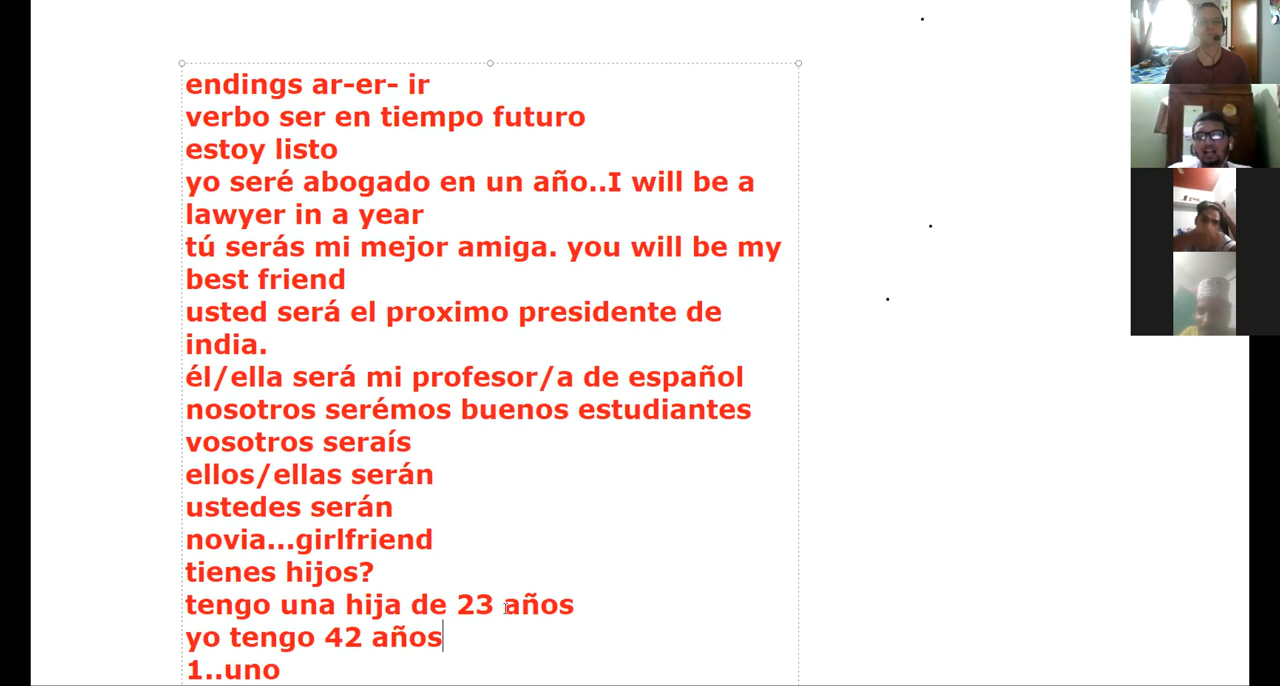 endings ar-er- ir
verbo ser en tiempo futuro
estoy listo
yo seré abogado en un año..I will be a
lawyer in a year
tú serás mi mejor amiga. you will be my
best friend
usted será el proximo presidente de
india.
él/ella será mi profesor/a de español
nosotros serémos buenos estudiantes
vosotros seraís
ellos/ellas serán
ustedes serán
novia...girlfriend
tienes hijos?
tengo una hija de 23 años
yo tengo 42 años
1..uno